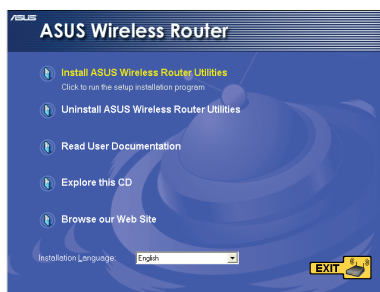 ASUS
ASUS Wireless Router
Install ASUS Wireless Router Utilities
Click to run the setup installation program
Uninstall ASUS Wireless Router Utilities
Read User Documentation
Explore this CD
Browse our Web Site
Installation Language: English
EXIT